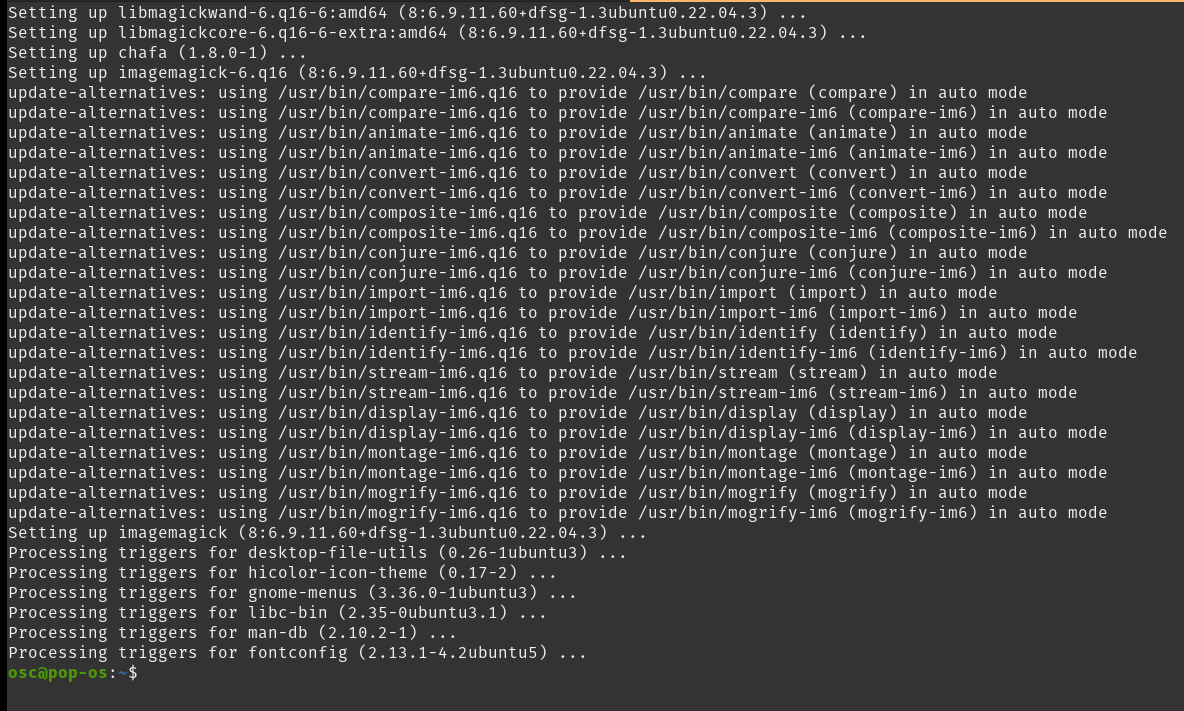 Setting up libmagickwand-6.q16-6:amd64 (8:6.9.11.60+dfsg-1.3ubuntu0.22.04.3) ...
Setting up libmagickcore-6.q16-6-extra:amd64 (8:6.9.11.60+dfsg-1.3ubuntu0.22.04.3) ...
Setting up chafa (1.8.0-1) ...
Setting up imagemagick-6.q16 (8:6.9.11.60+dfsg-1.3ubuntu0.22.04.3) ...
update-alternatives: using /usr/bin/compare-im6.q16 to provide /usr/bin/compare (compare) in auto mode
update-alternatives: using /usr/bin/compare-im6.q16 to provide /usr/bin/compare-im6 (compare-im6) in auto mode
update-alternatives: using /usr/bin/animate-im6.q16 to provide /usr/bin/animate (animate) in auto mode
update-alternatives: using /usr/bin/animate-im6.q16 to provide /usr/bin/animate-im6 (animate-im6) in auto mode
update-alternatives: using /usr/bin/convert-im6.q16 to provide /usr/bin/convert (convert) in auto mode
update-alternatives: using /usr/bin/convert-im6.q16 to provide /usr/bin/convert-im6 (convert-im6) in auto mode
update-alternatives: using /usr/bin/composite-im6.q16 to provide /usr/bin/composite (composite) in auto mode
update-alternatives: using /usr/bin/composite-im6.q16 to provide /usr/bin/composite-im6 (composite-im6) in auto mode
update-alternatives: using /usr/bin/conjure-im6.q16 to provide /usr/bin/conjure (conjure) in auto mode
update-alternatives: using /usr/bin/conjure-im6.q16 to provide /usr/bin/conjure-im6 (conjure-im6) in auto mode
update-alternatives: using /usr/bin/import-im6.q16 to provide /usr/bin/import (import) in auto mode
update-alternatives: using /usr/bin/import-im6.q16 to provide /usr/bin/import-im6 (import-im6) in auto mode
update-alternatives: using /usr/bin/identify-im6.q16 to provide /usr/bin/identify (identify) in auto mode
update-alternatives: using /usr/bin/identify-im6.q16 to provide /usr/bin/identify-im6 (identify-im6) in auto mode
update-alternatives: using /usr/bin/stream-im6.q16 to provide /usr/bin/stream (stream) in auto mode
update-alternatives: using /usr/bin/stream-im6.q16 to provide /usr/bin/stream-im6 (stream-im6) in auto mode
update-alternatives: using /usr/bin/display-im6.q16 to provide /usr/bin/display (display) in auto mode
update-alternatives: using /usr/bin/display-im6.q16 to provide /usr/bin/display-im6 (display-im6) in auto mode
update-alternatives: using /usr/bin/montage-im6.q16 to provide /usr/bin/montage (montage) in auto mode
update-alternatives: using /usr/bin/montage-im6.q16 to provide /usr/bin/montage-im6 (montage-im6) in auto mode
update-alternatives: using /usr/bin/mogrify-im6.q16 to provide /usr/bin/mogrify (mogrify) in auto mode
update-alternatives: using /usr/bin/mogrify-im6.q16 to provide /usr/bin/mogrify-im6 (mogrify-im6) in auto mode
Setting up imagemagick (8:6.9.11.60+dfsg-1.3ubuntu0.22.04.3) ...
Processing triggers for desktop-file-utils (0.26-1ubuntu3) ...
Processing triggers for hicolor-icon-theme (0.17-2) ...
Processing triggers for gnome-menus (3.36.0-1ubuntu3) ...
Processing triggers for libc-bin (2.35-0ubuntu3.1) ...
Processing triggers for man-db (2.10.2-1) ...
Processing triggers for fontconfig (2.13.1-4.2ubuntu5) ...
osc@pop-os:~$